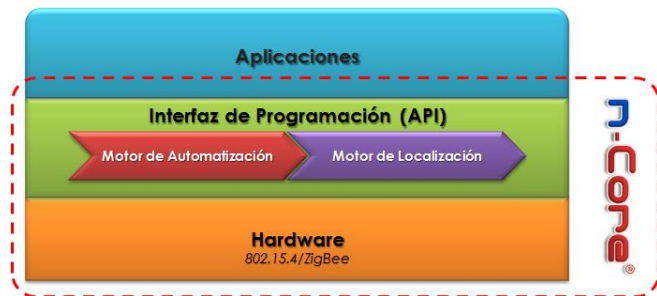 Aplicaciones
Interfaz de Programación (API)
Motor de Automatización
Motor de Localización
Hardware
802.15.4/ZigBee
n-Core®